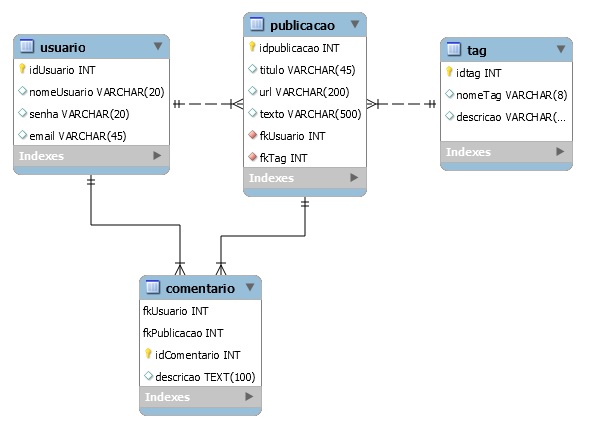 usuario
idUsuario INT
nomeUsuario VARCHAR(20)
senha VARCHAR(20)
email VARCHAR(45)
Indexes
publicacao
idpublicacao INT
titulo VARCHAR(45)
url VARCHAR(200)
texto VARCHAR(500)
fkUsuario INT
fkTag INT
Indexes
tag
idtag INT
nomeTag VARCHAR(8)
descricao VARCHAR(...
Indexes
comentario
fkUsuario INT
fkPublicacao INT
idComentario INT
descricao TEXT(100)
Indexes